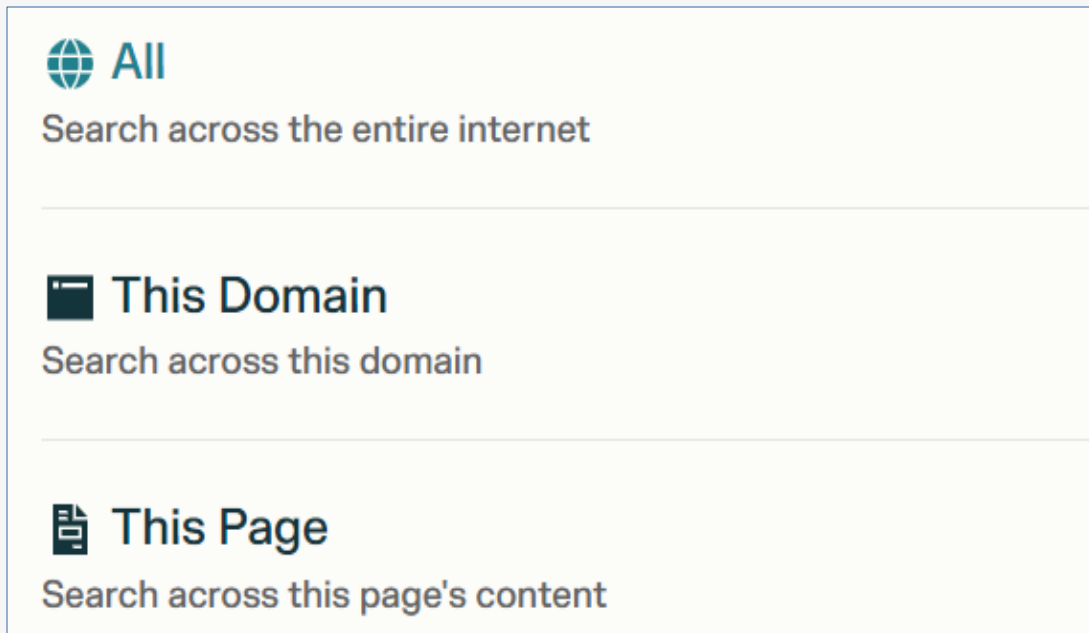 All
Search across the entire internet
This Domain
Search across this domain
This Page
Search across this page's content